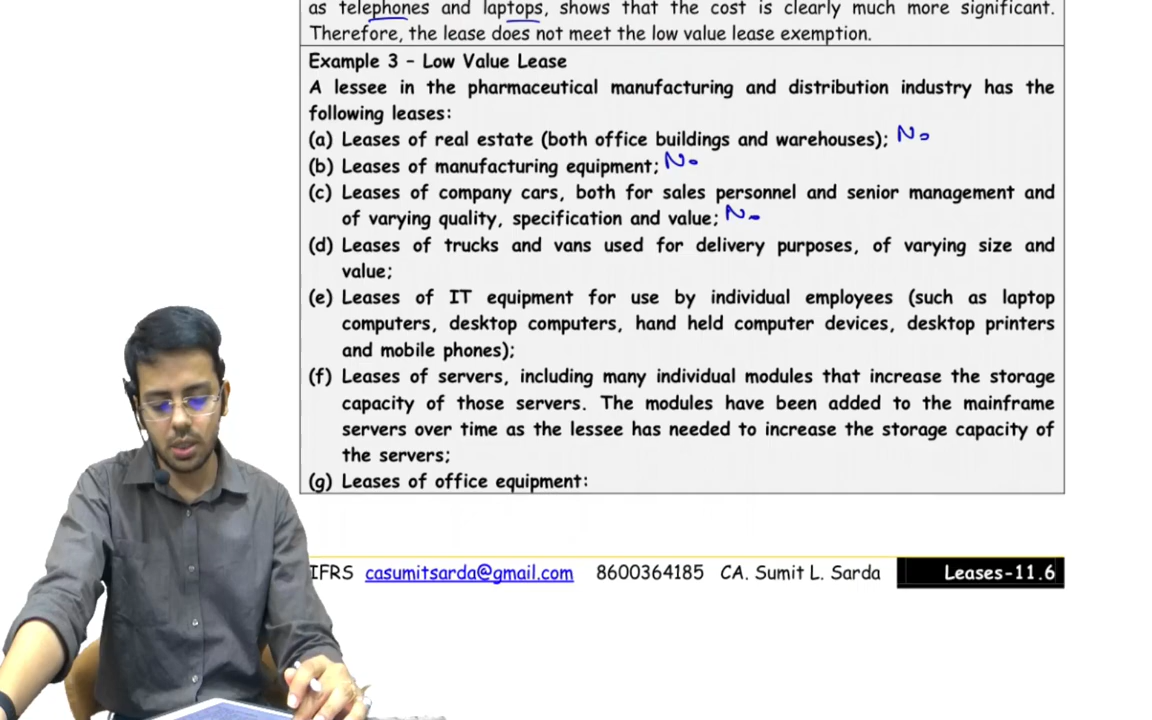 as telephones and laptops, shows that the cost is clearly much more significant.
Therefore, the lease does not meet the low value lease exemption.
Example 3 - Low Value Lease
A lessee in the pharmaceutical manufacturing and distribution industry has the
following leases:
(a) Leases of real estate (both office buildings and warehouses); No
(b) Leases of manufacturing equipment; No
(c) Leases of company cars, both for sales personnel and senior management and
of varying quality, specification and value; No
(d) Leases of trucks and vans used for delivery purposes, of varying size and
value;
(e) Leases of IT equipment for use by individual employees (such as laptop
computers, desktop computers, hand held computer devices, desktop printers
and mobile phones);
(f) Leases of servers, including many individual modules that increase the storage
capacity of those servers. The modules have been added to the mainframe
servers over time as the lessee has needed to increase the storage capacity of
the servers;
(g) Leases of office equipment:
IFRS casumitsarda@gmail.com 8600364185 CA. Sumit L. Sarda Leases-11.6